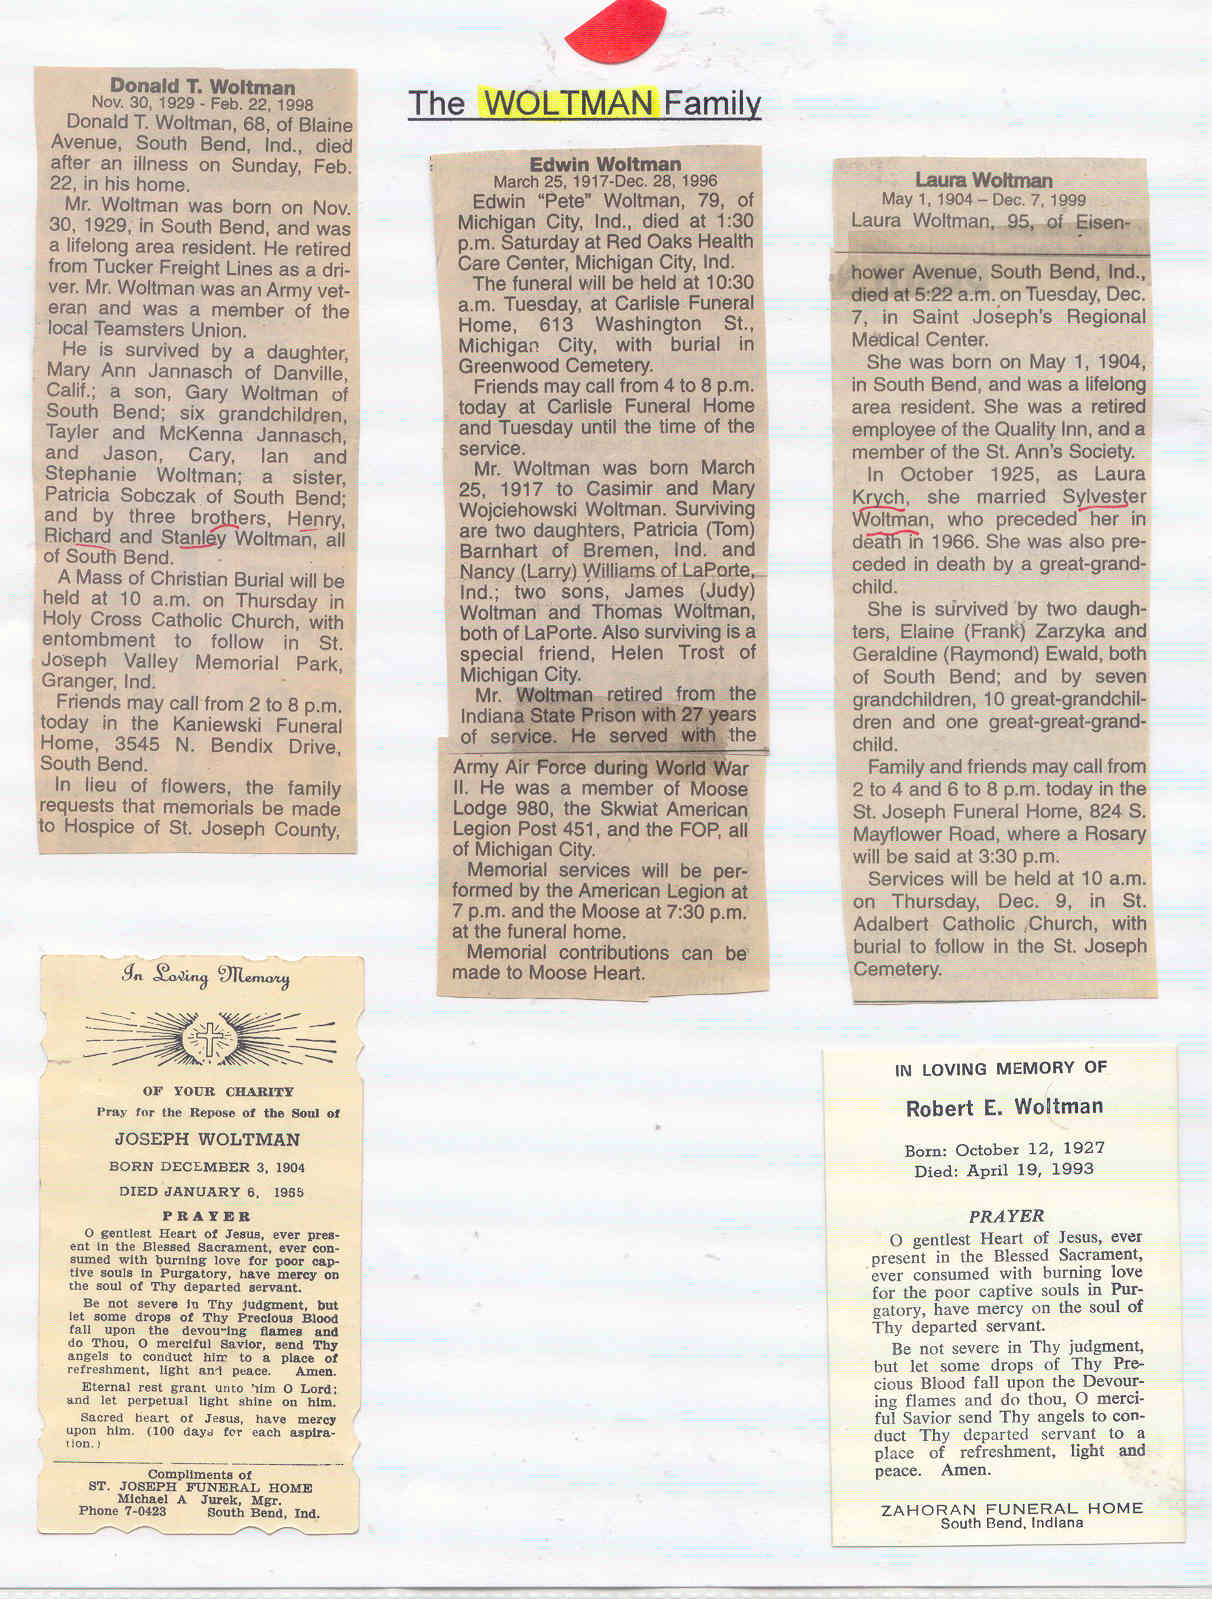 The WOLTMAN Family
Donald T. Woltman
Nov. 30, 1929 - Feb. 22, 1998
Donald T. Woltman, 68, of Blaine
Avenue, South Bend, Ind., died
after an illness on Sunday, Feb.
22, in his home.
Mr. Woltman was born on Nov.
30, 1929, in South Bend, and was
a lifelong area resident. He retired
from Tucker Freight Lines as a dri-
ver. Mr. Woltman was an Army vet-
eran and was a member of the
local Teamsters Union.
He is survived by a daughter,
Mary Ann Jannasch of Danville,
Calif.; a son, Gary Woltman of
South Bend; six grandchildren,
Tayler and McKenna Jannasch,
and Jason, Cary, Ian and
Stephanie Woltman; a sister,
Patricia Sobczak of South Bend;
and by three brothers, Henry,
Richard and Stanley Woltman, all
of South Bend.
A Mass of Christian Burial will be
held at 10 a.m. on Thursday in
Holy Cross Catholic Church, with
entombment to follow in St.
Joseph Valley Memorial Park,
Granger, Ind.
Friends may call from 2 to 8 p.m.
today in the Kaniewski Funeral
Home, 3545 N. Bendix Drive,
South Bend.
In lieu of flowers, the family
requests that memorials be made
to Hospice of St. Joseph County,
Edwin Woltman
March 25, 1917-Dec. 28, 1996
Edwin “Pete” Woltman, 79, of
Michigan City, Ind., died at 1:30
p.m. Saturday at Red Oaks Health
Care Center, Michigan City, Ind.
The funeral will be held at 10:30
a.m. Tuesday, at Carlisle Funeral
Home, 613 Washington St.,
Michigan City, with burial in
Greenwood Cemetery.
Friends may call from 4 to 8 p.m.
today at Carlisle Funeral Home
and Tuesday until the time of the
service.
Mr. Woltman was born March
25, 1917 to Casimir and Mary
Wojciehowski Woltman. Surviving
are two daughters, Patricia (Tom)
Barnhart of Bremen, Ind. and
Nancy (Larry) Williams of LaPorte,
Ind.; two sons, James (Judy)
Woltman and Thomas Woltman,
both of LaPorte. Also surviving is a
special friend, Helen Trost of
Michigan City.
Mr. Woltman retired from the
Indiana State Prison with 27 years
of service. He served with the
Army Air Force during World War
II. He was a member of Moose
Lodge 980, the Skwiat American
Legion Post 451, and the FOP, all
of Michigan City.
Memorial services will be per-
formed by the American Legion at
7 p.m. and the Moose at 7:30 p.m.
at the funeral home.
Memorial contributions can be
made to Moose Heart.
Laura Woltman
May 1, 1904 – Dec. 7, 1999
Laura Woltman, 95, of Eisen-
hower Avenue, South Bend, Ind.,
died at 5:22 a.m. on Tuesday, Dec.
7, in Saint Joseph's Regional
Medical Center.
She was born on May 1, 1904,
in South Bend, and was a lifelong
area resident. She was a retired
employee of the Quality Inn, and a
member of the St. Ann's Society.
In October 1925, as Laura
Krych, she married Sylvester
Woltman, who preceded her in
death in 1966. She was also pre-
ceded in death by a great-grand-
child.
She is survived by two daugh-
ters, Elaine (Frank) Zarzyka and
Geraldine (Raymond) Ewald, both
of South Bend; and by seven
grandchildren, 10 great-grandchil-
dren and one great-great-grand-
child.
Family and friends may call from
2 to 4 and 6 to 8 p.m. today in the
St. Joseph Funeral Home, 824 S.
Mayflower Road, where a Rosary
will be said at 3:30 p.m.
Services will be held at 10 a.m.
on Thursday, Dec. 9, in St.
Adalbert Catholic Church, with
burial to follow in the St. Joseph
Cemetery.
In Loving Memory
OF YOUR CHARITY
Pray for the Repose of the Soul of
JOSEPH WOLTMAN
BORN DECEMBER 3, 1904
DIED JANUARY 6,
PRAYER
O gentlest Heart of Jesus, ever pres-
ent in the Blessed Sacrament, ever con-
sumed with burning love for poor cap-
tive souls in Purgatory, have mercy on
the soul of Thy departed servant.
Be not severe in Thy judgment, but
let some drops of Thy Precious Blood
fall upon the devouring flames and
do Thou, O merciful Savior, send Thy
angels to conduct him to a place of
refreshment, light and peace. Amen.
Eternal rest grant unto him O Lord;
and let perpetual light shine on him.
Sacred heart of Jesus, have mercy
upon him. (100 days for each aspira-
tion.)
Compliments of
ST. JOSEPH FUNERAL HOME
Michael A Jurek, Mgr.
Phone 7-0423 South Bend, Ind.
IN LOVING MEMORY OF
Robert E. Woltman
Born: October 12, 1927
Died: April 19, 1993
PRAYER
O gentlest Heart of Jesus, ever
present in the Blessed Sacrament,
ever consumed with burning love
for the poor captive souls in Pur-
gatory, have mercy on the soul of
Thy departed servant.
Be not severe in Thy judgment,
but let some drops of Thy Pre-
cious Blood fall upon the Devour-
ing flames and do thou, O merci-
ful Savior send Thy angels to con-
duct Thy departed servant to a
place of refreshment, light and
peace. Amen.
ZAHORAN FUNERAL HOME
South Bend, Indiana